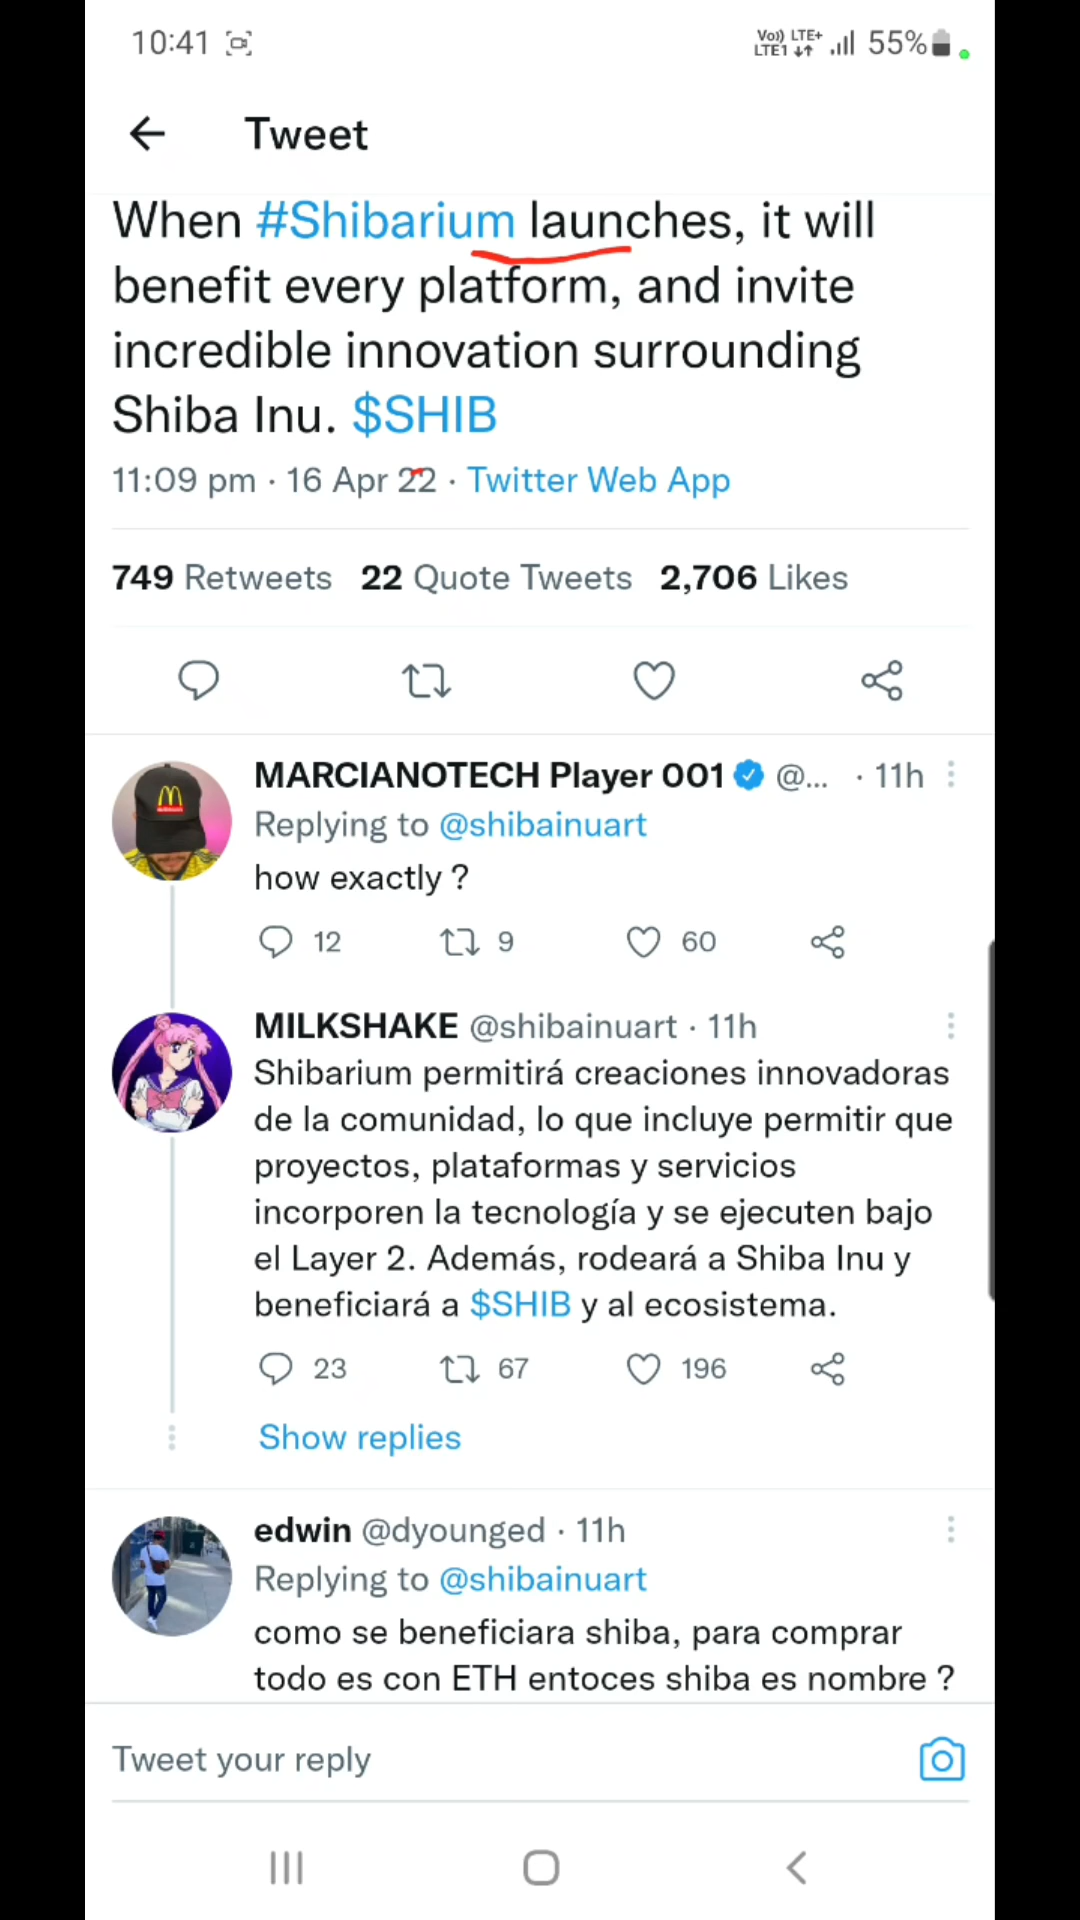 10:41
Vo)) LTE+
LTE1
55%
Tweet
When #Shibarium launches, it will
benefit every platform, and invite
incredible innovation surrounding
Shiba Inu. $SHIB
11:09 pm · 16 Apr 22 · Twitter Web App
749 Retweets 22 Quote Tweets 2,706 Likes
MARCIANOTECH Player 001 @... · 11h
Replying to @shibainuart
how exactly ?
12 9 60
MILKSHAKE @shibainuart · 11h
Shibarium permitirá creaciones innovadoras
de la comunidad, lo que incluye permitir que
proyectos, plataformas y servicios
incorporen la tecnología y se ejecuten bajo
el Layer 2. Además, rodeará a Shiba Inu y
beneficiará a $SHIB y al ecosistema.
23 67 196
Show replies
edwin @dyounged · 11h
Replying to @shibainuart
como se beneficiara shiba, para comprar
todo es con ETH entoces shiba es nombre ?
Tweet your reply